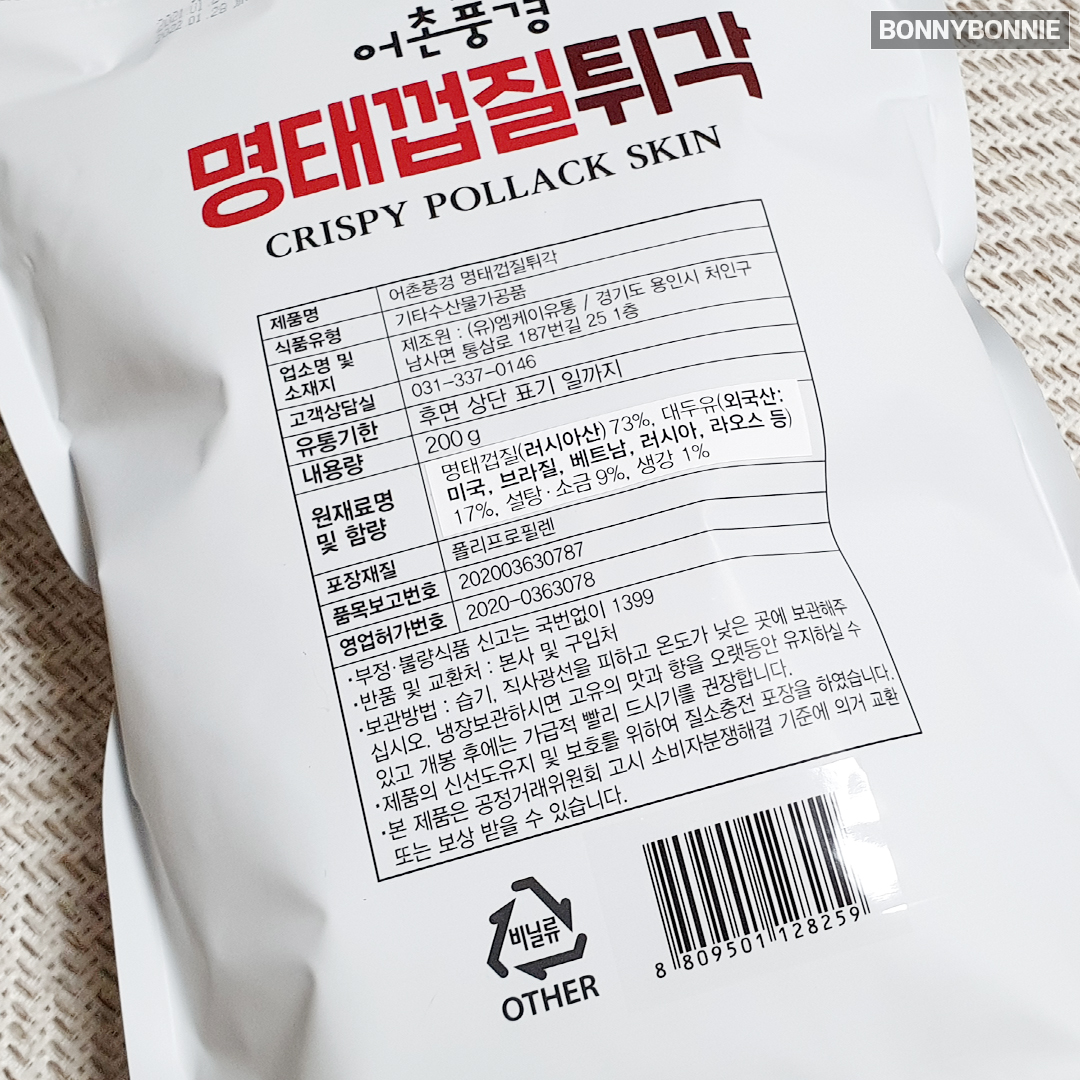 BONNYBONNIE
어촌풍경
명태껍질튀각
CRISPY POLLACK SKIN
제품명 어촌풍경 명태껍질튀각
식품유형 기타수산물가공품
업소명 및 소재지 제조원 : (유)엠케이유통 / 경기도 용인시 처인구
남사면 통삼로 187번길 25 1층
고객상담실 031-337-0146
유통기한 후면 상단 표기 일까지
내용량 200 g
원재료명 및 함량 명태껍질(러시아산) 73%, 대두유(외국산:
미국, 브라질, 베트남, 러시아, 라오스 등)
17%, 설탕·소금 9%, 생강 1%
포장재질 폴리프로필렌
품목보고번호 202003630787
영업허가번호 2020-0363078
·부정·불량식품 신고는 국번없이 1399
·반품 및 교환처 : 본사 및 구입처
·보관방법 : 습기, 직사광선을 피하고 온도가 낮은 곳에 보관해주
십시오. 냉장보관하시면 고유의 맛과 향을 오랫동안 유지하실 수
있고 개봉 후에는 가급적 빨리 드시기를 권장합니다.
·제품의 신선도유지 및 보호를 위하여 질소충전 포장을 하였습니다.
·본 제품은 공정거래위원회 고시 소비자분쟁해결 기준에 의거 교환
또는 보상 받을 수 있습니다.
비닐류
OTHER
8 809501 128259